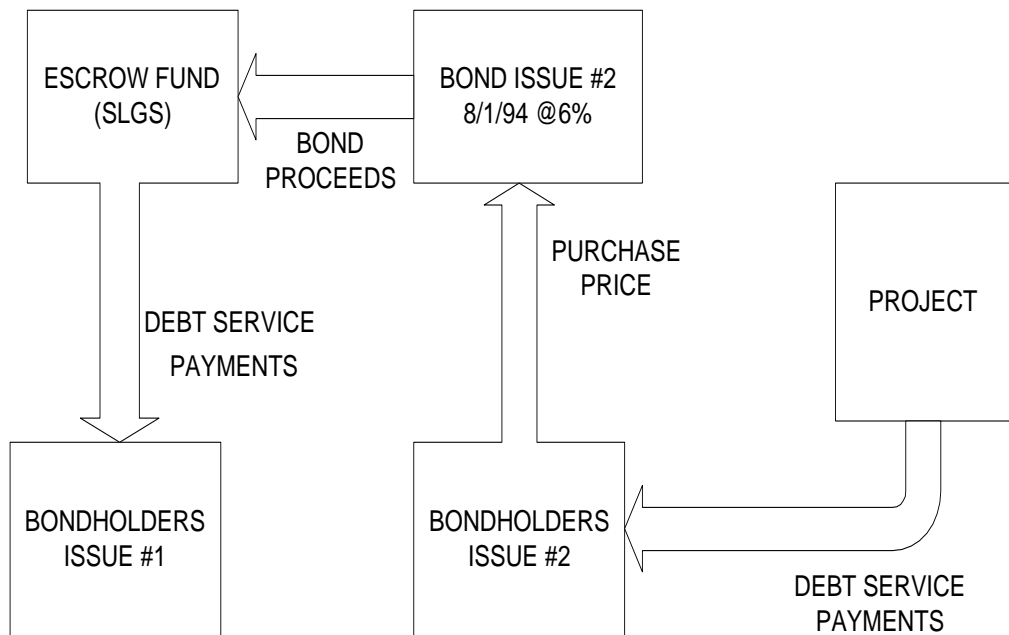 ESCROW FUND
(SLGS)
BOND ISSUE #2
8/1/94 @6%
BOND
PROCEEDS
PURCHASE
PRICE
PROJECT
DEBT SERVICE
PAYMENTS
BONDHOLDERS
ISSUE #1
BONDHOLDERS
ISSUE #2
DEBT SERVICE
PAYMENTS